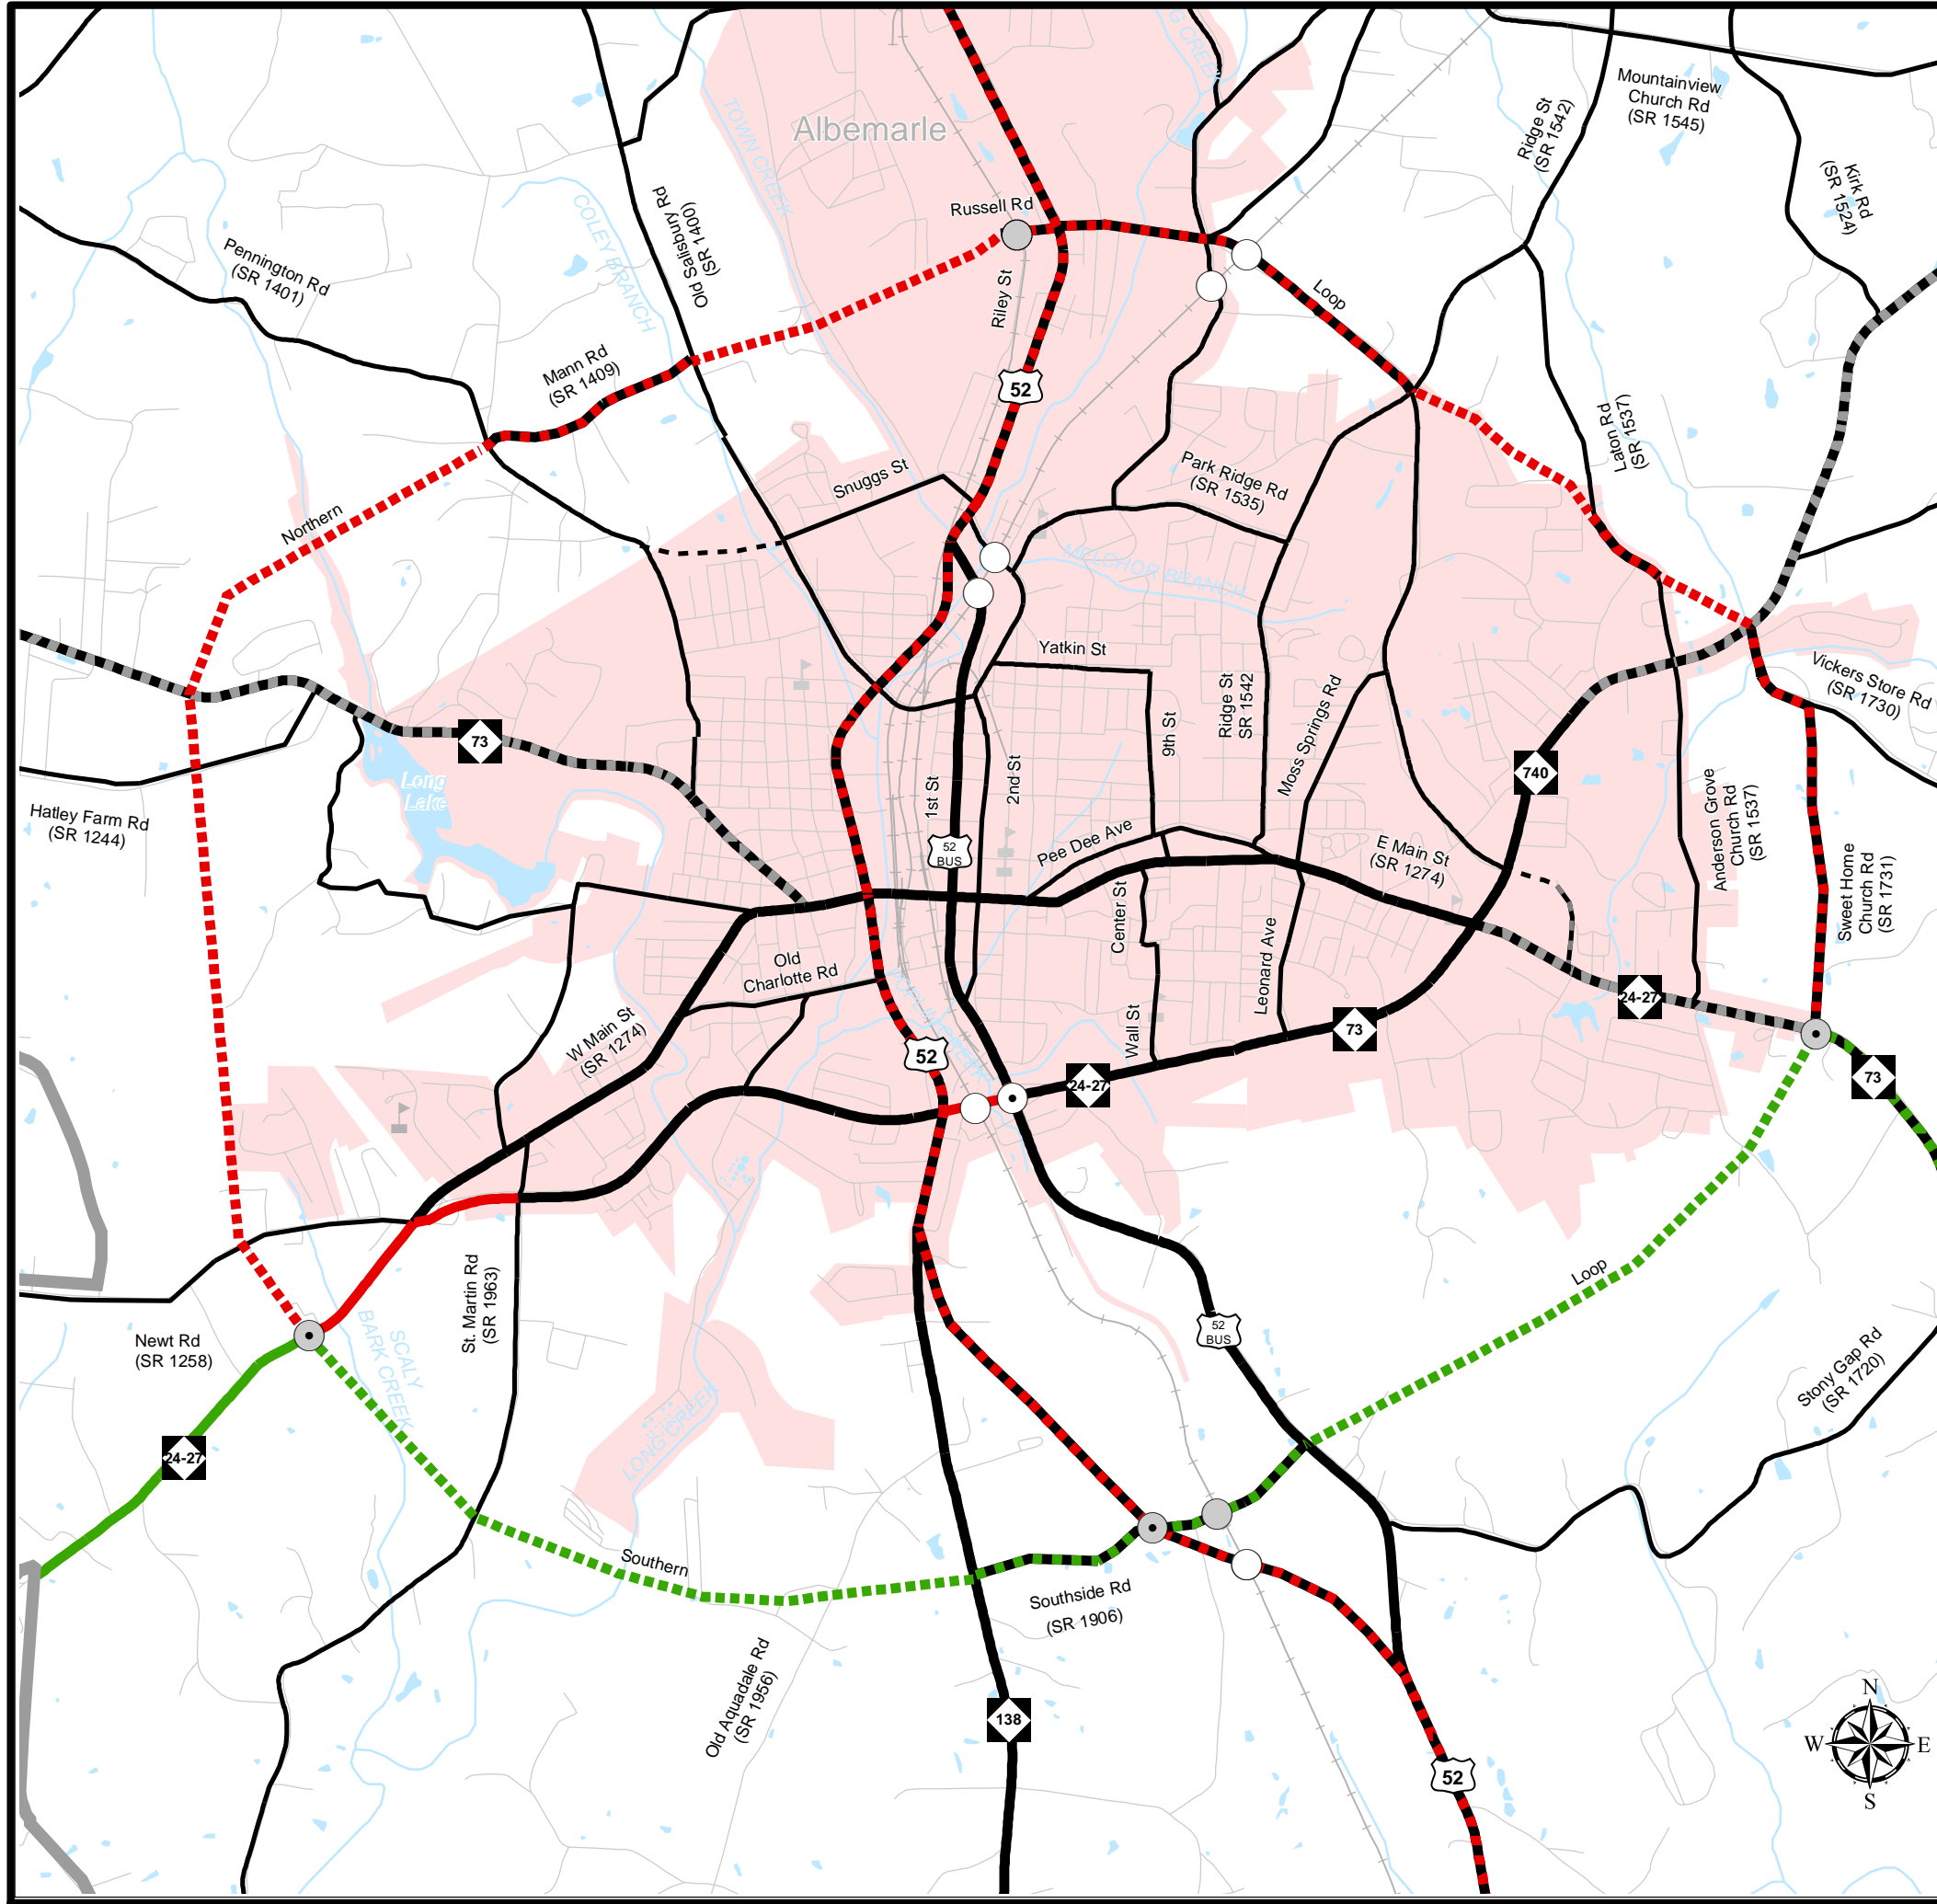 G CREEK
Mountainview
Church Rd
(SR 1545)
Ridge St
(SR 1542)
Kirk Rd
(SR 1524)
Albemarle
TOWN CREEK
COLEY BRANCH
Old Salisbury Rd
(SR 1400)
Russell Rd
Pennington Rd
(SR 1401)
Riley St
Loop
52
Mann Rd
(SR 1409)
Laton Rd
(SR 1537)
Snuggs St
Park Ridge Rd
(SR 1535)
Northern
MELCHOR BRANCH
Yatkin St
Vickers Store Rd
(SR 1730)
Ridge St
SR 1542
9th St
Moss Springs Rd
73
740
Long
Lake
1st St
2nd St
Hatley Farm Rd
(SR 1244)
52
BUS
Pee Dee Ave
E Main St
(SR 1274)
Anderson Grove
Church Rd
(SR 1537)
Sweet Home
Church Rd
(SR 1731)
Center St
Leonard Ave
Old
Charlotte Rd
24-27
W Main St
(SR 1274)
Wall St
73
52
24-27
73
St. Martin Rd
(SR 1963)
Loop
52
BUS
Newt Rd
(SR 1258)
SCALY
BARK CREEK
Stony Gap Rd
(SR 1720)
LONG CREEK
24-27
Southern
Southside Rd
(SR 1906)
Old Aquadale Rd
(SR 1956)
138
52
N
W
E
S